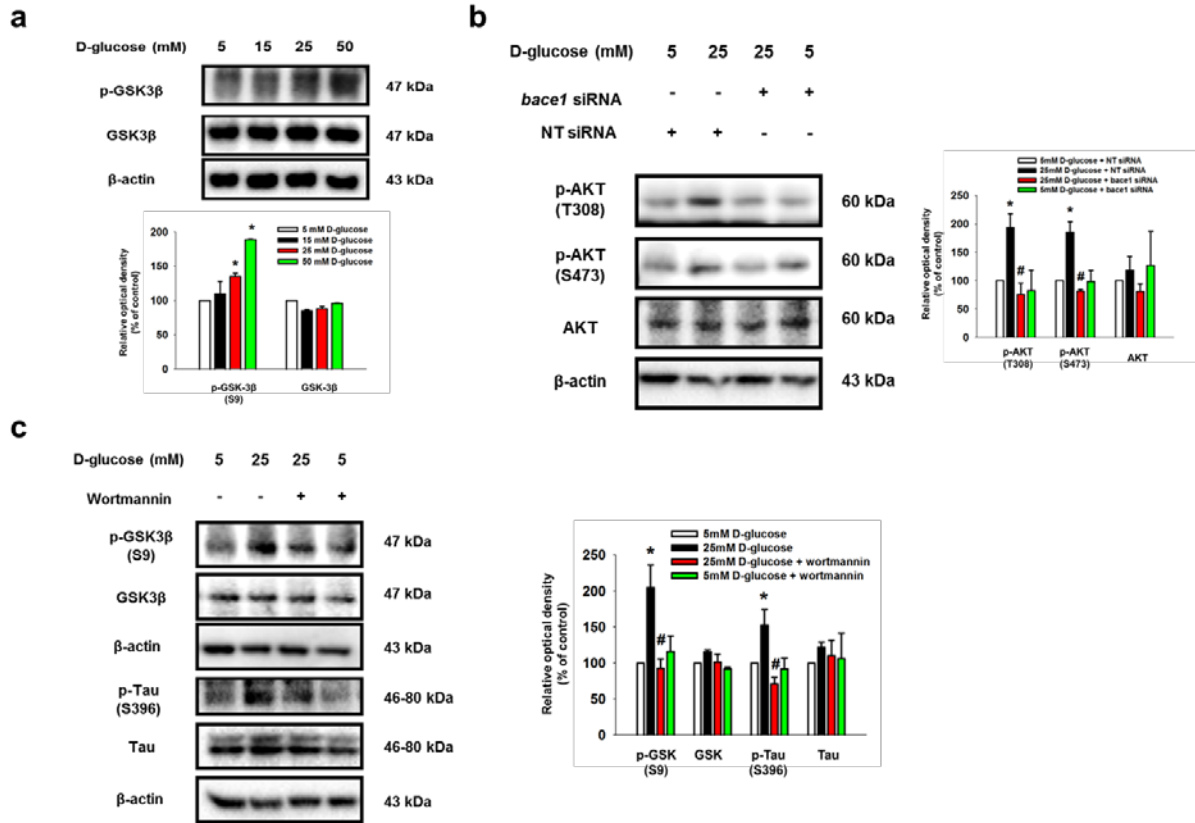 a
D-glucose (mM) 5 15 25 50
p-GSK3β 47 kDa
GSK3β 47 kDa
β-actin 43 kDa
5 mM D-glucose
15 mM D-glucose
25 mM D-glucose
50 mM D-glucose
Relative optical density
(% of control)
200
150
100
50
0
*
*
p-GSK-3β
(S9)
GSK-3β
b
D-glucose (mM) 5 25 25 5
bace1 siRNA - - + +
NT siRNA + + - -
p-AKT
(T308)
60 kDa
p-AKT
(S473)
60 kDa
AKT 60 kDa
β-actin 43 kDa
5mM D-glucose + NT siRNA
25mM D-glucose + NT siRNA
25mM D-glucose + bace1 siRNA
5mM D-glucose + bace1 siRNA
Relative optical density
(% of control)
250
200
150
100
50
0
*
#
*
#
p-AKT
(T308)
p-AKT
(S473)
AKT
c
D-glucose (mM) 5 25 25 5
Wortmannin - - + +
p-GSK3β
(S9)
47 kDa
GSK3β 47 kDa
β-actin 43 kDa
p-Tau
(S396)
46-80 kDa
Tau 46-80 kDa
β-actin 43 kDa
5mM D-glucose
25mM D-glucose
25mM D-glucose + wortmannin
5mM D-glucose + wortmannin
Relative optical density
(% of control)
250
200
150
100
50
0
*
#
*
#
p-GSK
(S9)
GSK
p-Tau
(S396)
Tau